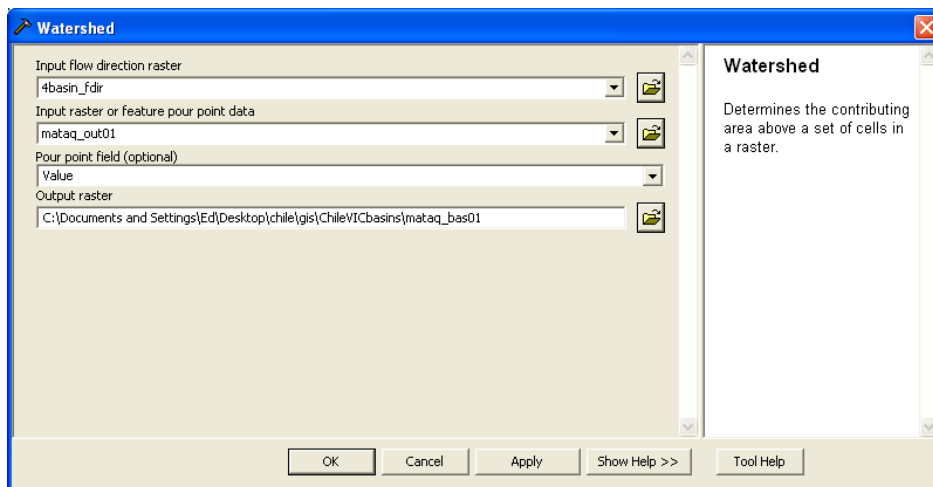 Watershed
Input flow direction raster
4basin_fdir
Input raster or feature pour point data
mataq_out01
Pour point field (optional)
Value
Output raster
C:\Documents and Settings\Ed\Desktop\chile\gis\ChileVICbasins\mataq_bas01
Watershed
Determines the contributing
area above a set of cells in
a raster.
OK Cancel Apply Show Help >> Tool Help